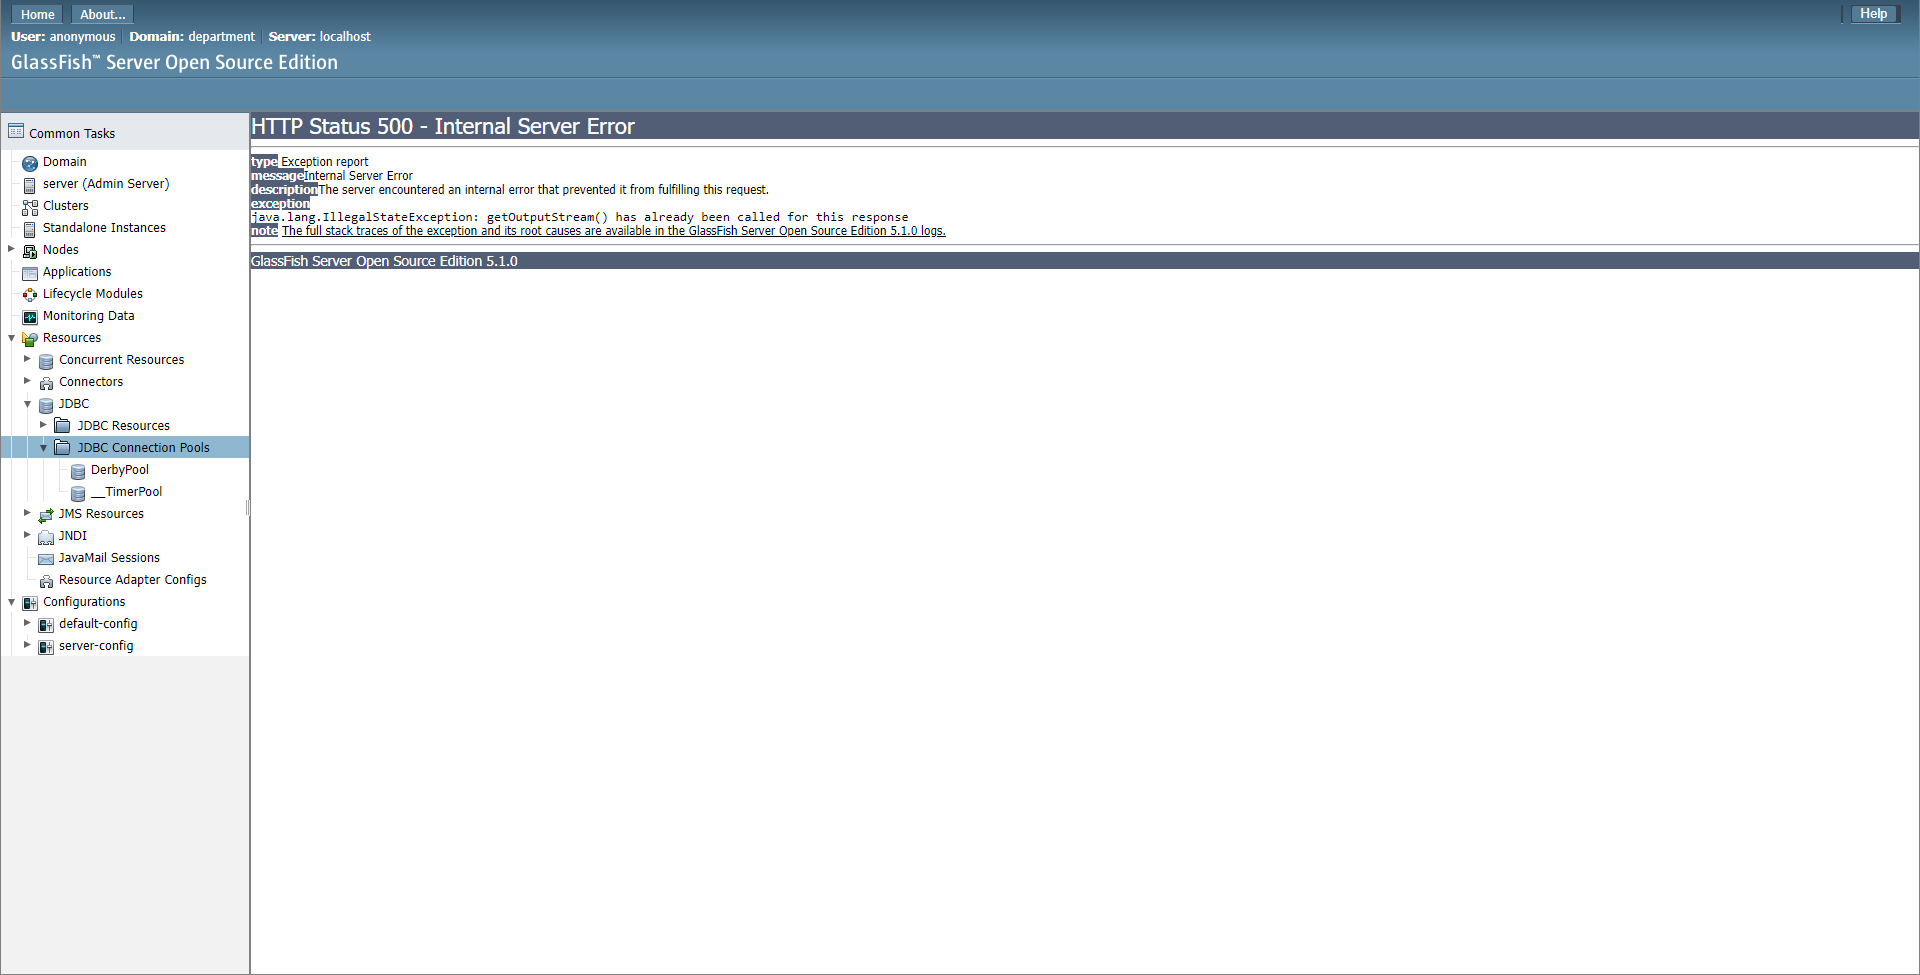 Home About... Help
User: anonymous Domain: department Server: localhost
GlassFish™ Server Open Source Edition
Common Tasks
Domain
server (Admin Server)
Clusters
Standalone Instances
Nodes
Applications
Lifecycle Modules
Monitoring Data
Resources
Concurrent Resources
Connectors
JDBC
JDBC Resources
JDBC Connection Pools
DerbyPool
__TimerPool
JMS Resources
JNDI
JavaMail Sessions
Resource Adapter Configs
Configurations
default-config
server-config
HTTP Status 500 - Internal Server Error
type Exception report
messageInternal Server Error
descriptionThe server encountered an internal error that prevented it from fulfilling this request.
exception
java.lang.IllegalStateException: getOutputStream() has already been called for this response
note The full stack traces of the exception and its root causes are available in the GlassFish Server Open Source Edition 5.1.0 logs.
GlassFish Server Open Source Edition 5.1.0